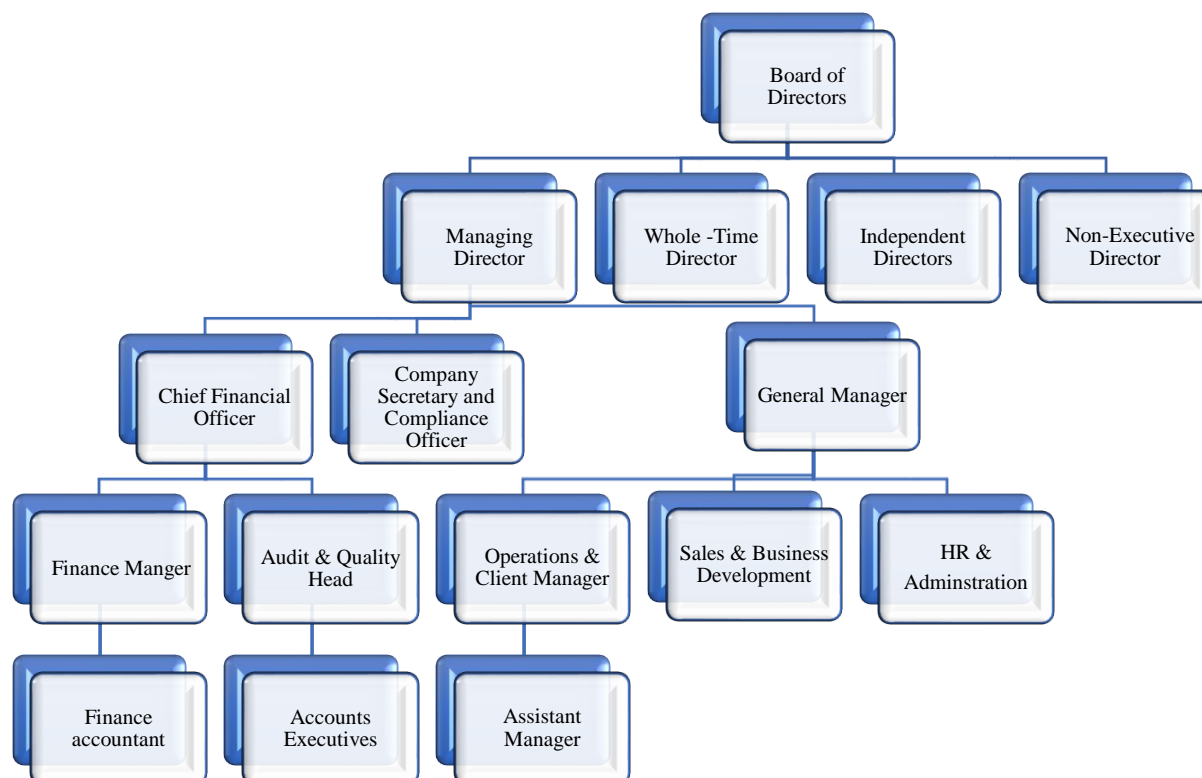 Board of
Directors
Managing
Director
Whole -Time
Director
Independent
Directors
Non-Executive
Director
Chief Financial
Officer
Company
Secretary and
Compliance
Officer
General Manager
Finance Manger
Audit & Quality
Head
Operations &
Client Manager
Sales & Business
Development
HR &
Adminstration
Finance
accountant
Accounts
Executives
Assistant
Manager